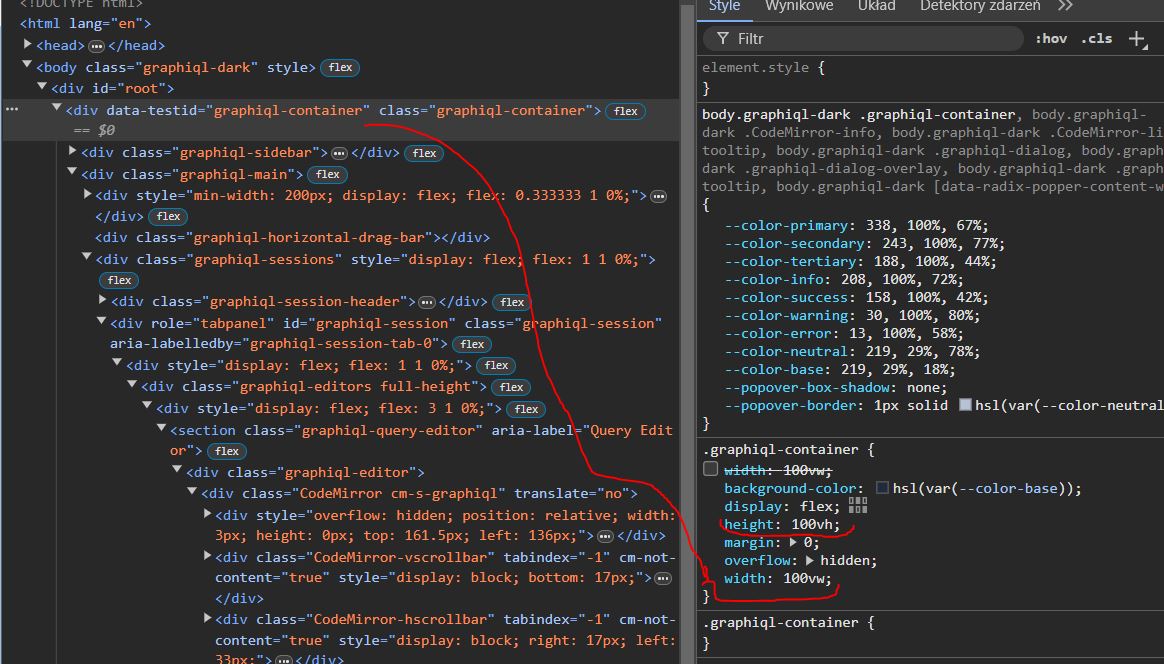 <!DOCTYPE html>
<html lang="en">
<head> ••• </head>
<body class="graphiql-dark" style> flex
<div id="root">
••• <div data-testid="graphiql-container" class="graphiql-container"> flex
== $0
<div class="graphiql-sidebar"> ••• </div> flex
<div class="graphiql-main"> flex
<div style="min-width: 200px; display: flex; flex: 0.333333 1 0%;"> •••
</div> flex
<div class="graphiql-horizontal-drag-bar"></div>
<div class="graphiql-sessions" style="display: flex; flex: 1 1 0%;">
flex
<div class="graphiql-session-header"> ••• </div> flex
<div role="tabpanel" id="graphiql-session" class="graphiql-session"
aria-labelledby="graphiql-session-tab-0"> flex
<div style="display: flex; flex: 1 1 0%;"> flex
<div class="graphiql-editors full-height"> flex
<div style="display: flex; flex: 3 1 0%;"> flex
<section class="graphiql-query-editor" aria-label="Query Edit
or"> flex
<div class="graphiql-editor">
<div class="CodeMirror cm-s-graphiql" translate="no">
<div style="overflow: hidden; position: relative; width:
3px; height: 0px; top: 161.5px; left: 136px;"> ••• </div>
<div class="CodeMirror-vscrollbar" tabindex="-1" cm-not-
content="true" style="display: block; bottom: 17px;"> •••
</div>
<div class="CodeMirror-hscrollbar" tabindex="-1" cm-not-
content="true" style="display: block; right: 17px; left:
33px;"> ••• </div>
Style Wynikowe Układ Detektory zdarzeń
Filtr :hov .cls
element.style {
}
body.graphiql-dark .graphiql-container, body.graphiql-
dark .CodeMirror-info, body.graphiql-dark .CodeMirror-li
tooltip, body.graphiql-dark .graphiql-dialog, body.graph
dark .graphiql-dialog-overlay, body.graphiql-dark .graph
tooltip, body.graphiql-dark [data-radix-popper-content-w
{
--color-primary: 338, 100%, 67%;
--color-secondary: 243, 100%, 77%;
--color-tertiary: 188, 100%, 44%;
--color-info: 208, 100%, 72%;
--color-success: 158, 100%, 42%;
--color-warning: 30, 100%, 80%;
--color-error: 13, 100%, 58%;
--color-neutral: 219, 29%, 78%;
--color-base: 219, 29%, 18%;
--popover-box-shadow: none;
--popover-border: 1px solid hsl(var(--color-neutral
}
.graphiql-container {
width: 100vw;
background-color: hsl(var(--color-base));
display: flex;
height: 100vh;
margin: 0;
overflow: hidden;
width: 100vw;
}
.graphiql-container {
}